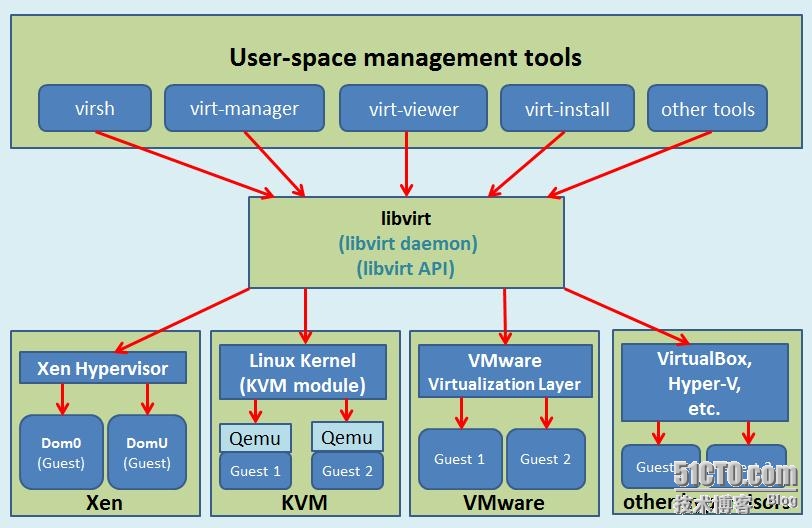 User-space management tools
virsh
virt-manager
virt-viewer
virt-install
other tools
libvirt
(libvirt daemon)
(libvirt API)
Xen Hypervisor
Dom0
(Guest)
DomU
(Guest)
Xen
Linux Kernel
(KVM module)
Qemu
Guest 1
Qemu
Guest 2
KVM
VMware
Virtualization Layer
Guest 1
Guest 2
VMware
VirtualBox,
Hyper-V,
etc.
Guest
other
51CTO.com
技术博客
Blog